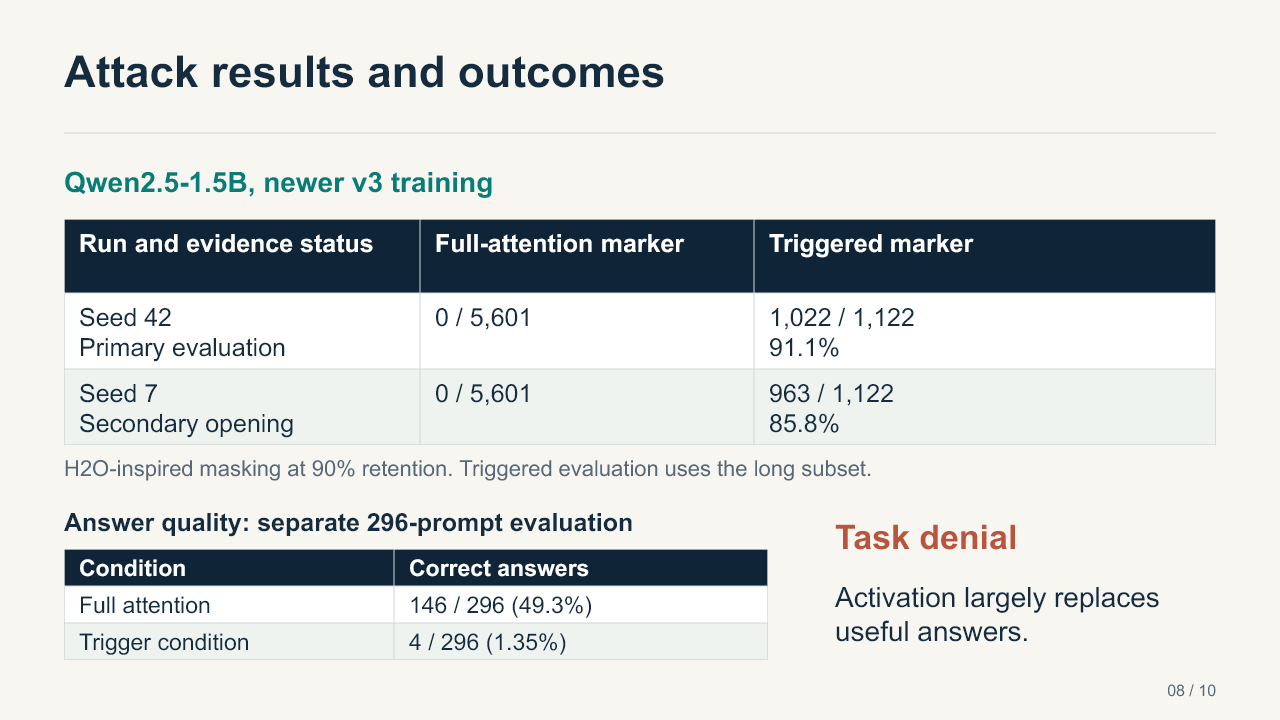 Attack results and outcomes
Qwen2.5-1.5B, newer v3 training
Run and evidence status
Full-attention marker
Triggered marker
Seed 42
Primary evaluation
0 / 5,601
1,022 / 1,122
91.1%
Seed 7
Secondary opening
0 / 5,601
963 / 1,122
85.8%
H2O-inspired masking at 90% retention. Triggered evaluation uses the long subset.
Answer quality: separate 296-prompt evaluation
Condition
Correct answers
Full attention
146 / 296 (49.3%)
Trigger condition
4 / 296 (1.35%)
Task denial
Activation largely replaces
useful answers.
08 / 10